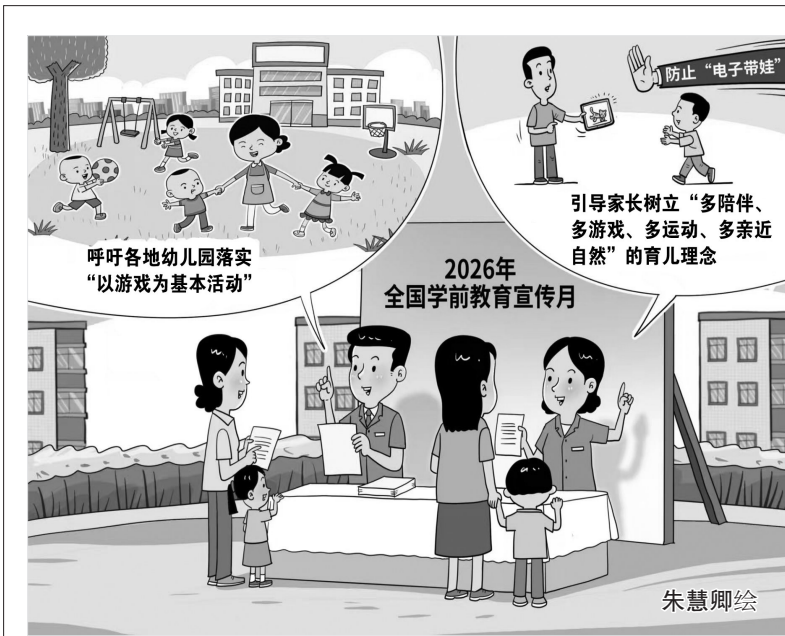 呼吁各地幼儿园落实
“以游戏为基本活动”
防止“电子带娃”
引导家长树立“多陪伴、
多游戏、多运动、多亲近
自然”的育儿理念
2026年
全国学前教育宣传月
朱慧卿绘